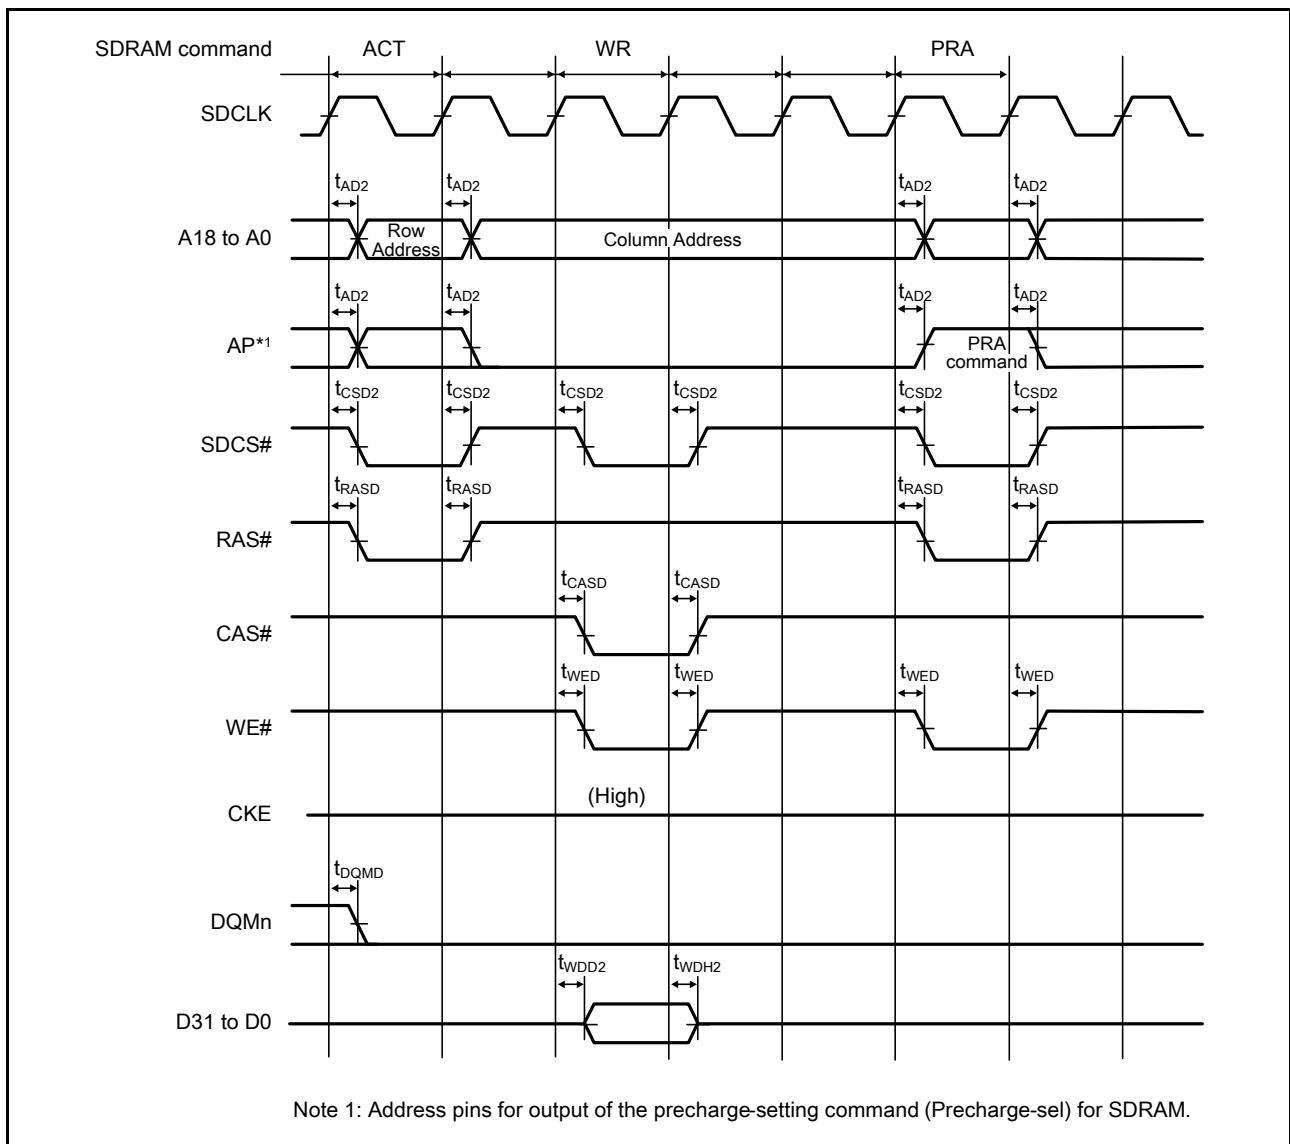 SDRAM command ACT WR PRA
SDCLK
tAD2 tAD2 tAD2 tAD2
A18 to A0 Row Address Column Address
tAD2 tAD2 tAD2 tAD2
AP*1 PRA command
tCSD2 tCSD2 tCSD2 tCSD2 tCSD2 tCSD2
SDCS#
tRASD tRASD tRASD tRASD
RAS#
tCASD tCASD
CAS#
tWED tWED tWED tWED
WE#
(High)
CKE
tDQMD
DQMn
tWDD2 tWDH2
D31 to D0
Note 1: Address pins for output of the precharge-setting command (Precharge-sel) for SDRAM.